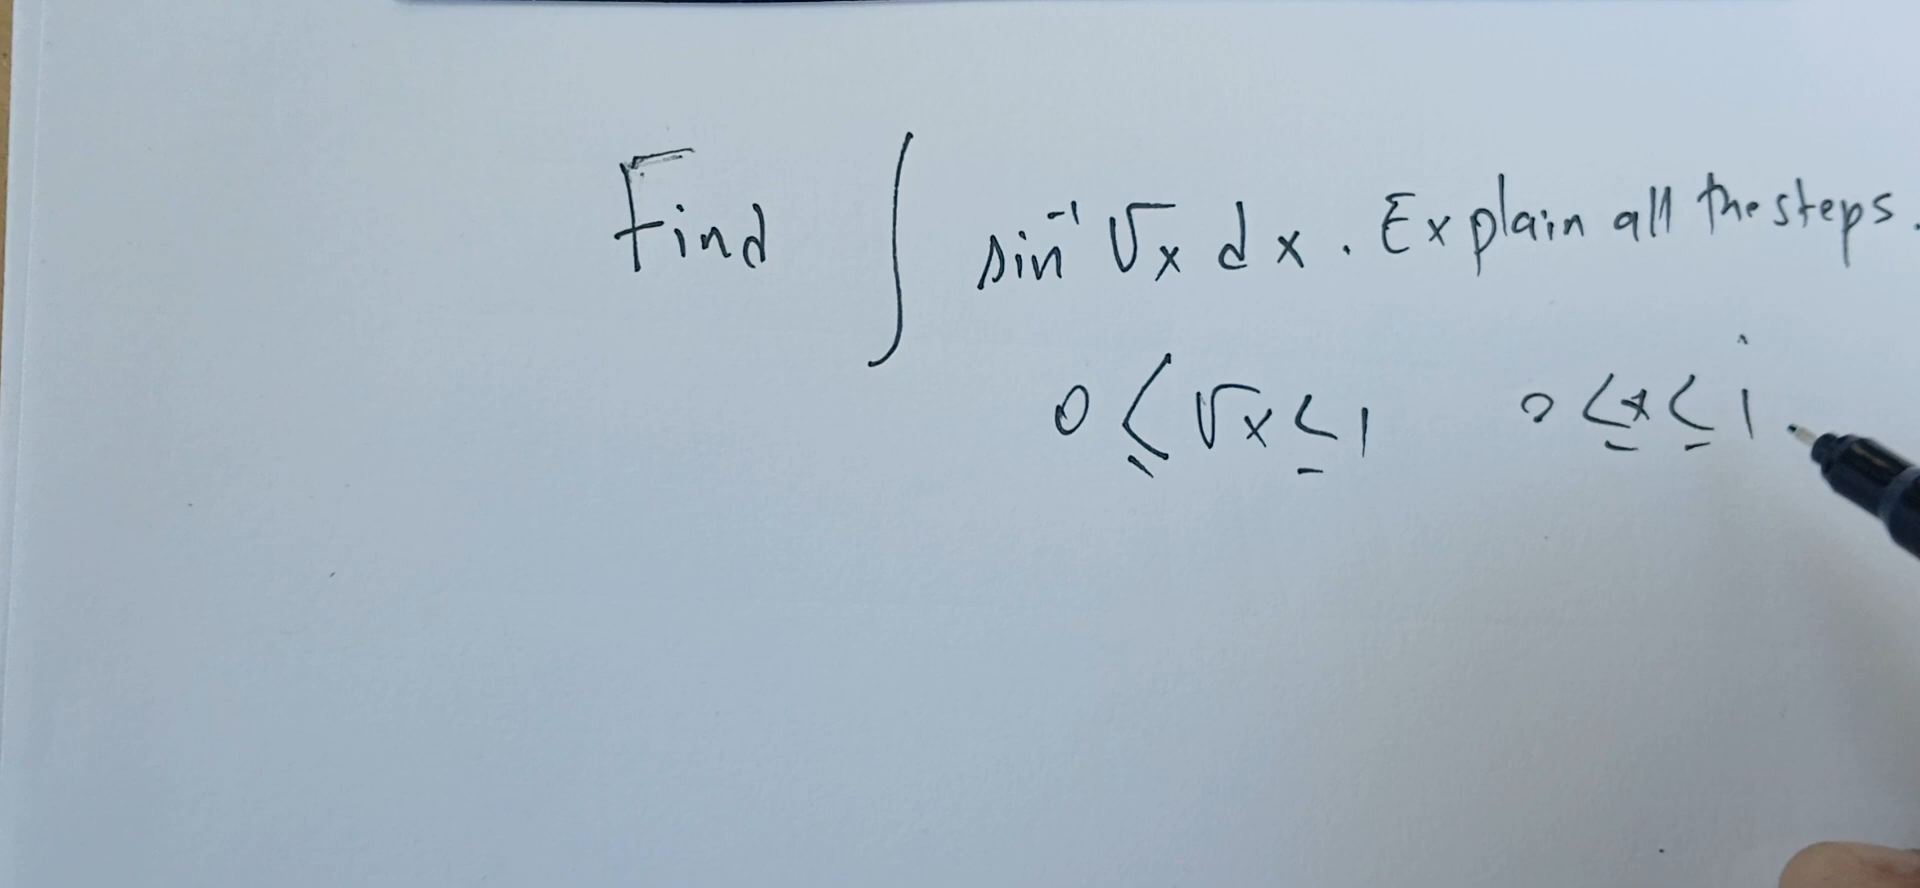 Find ∫ sin⁻¹ √x dx. Explain all the steps.
0 ≤ √x ≤ 1 0 ≤ x ≤ 1